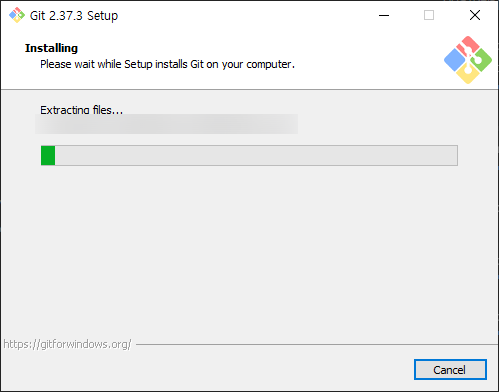 Git 2.37.3 Setup
Installing
Please wait while Setup installs Git on your computer.
Extracting files...
https://gitforwindows.org/
Cancel